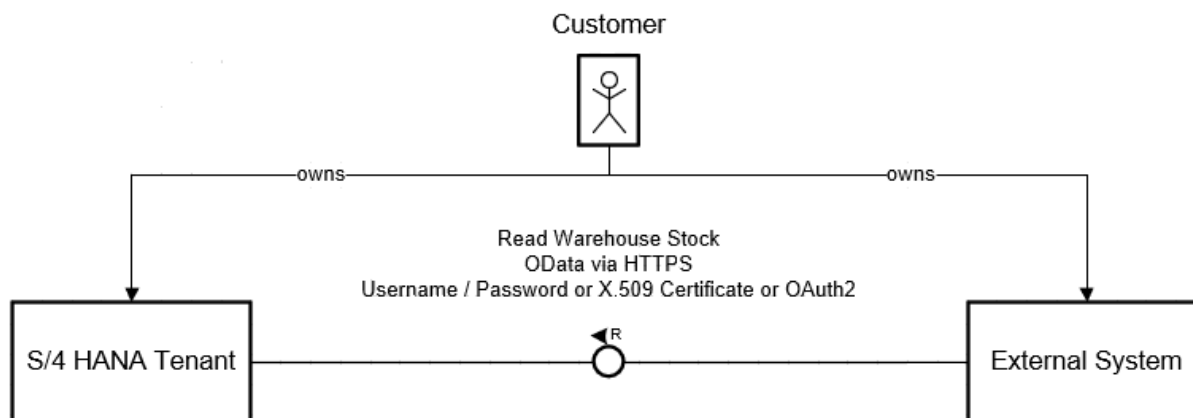 Customer
owns
owns
Read Warehouse Stock
OData via HTTPS
Username / Password or X.509 Certificate or OAuth2
R
S/4 HANA Tenant
External System